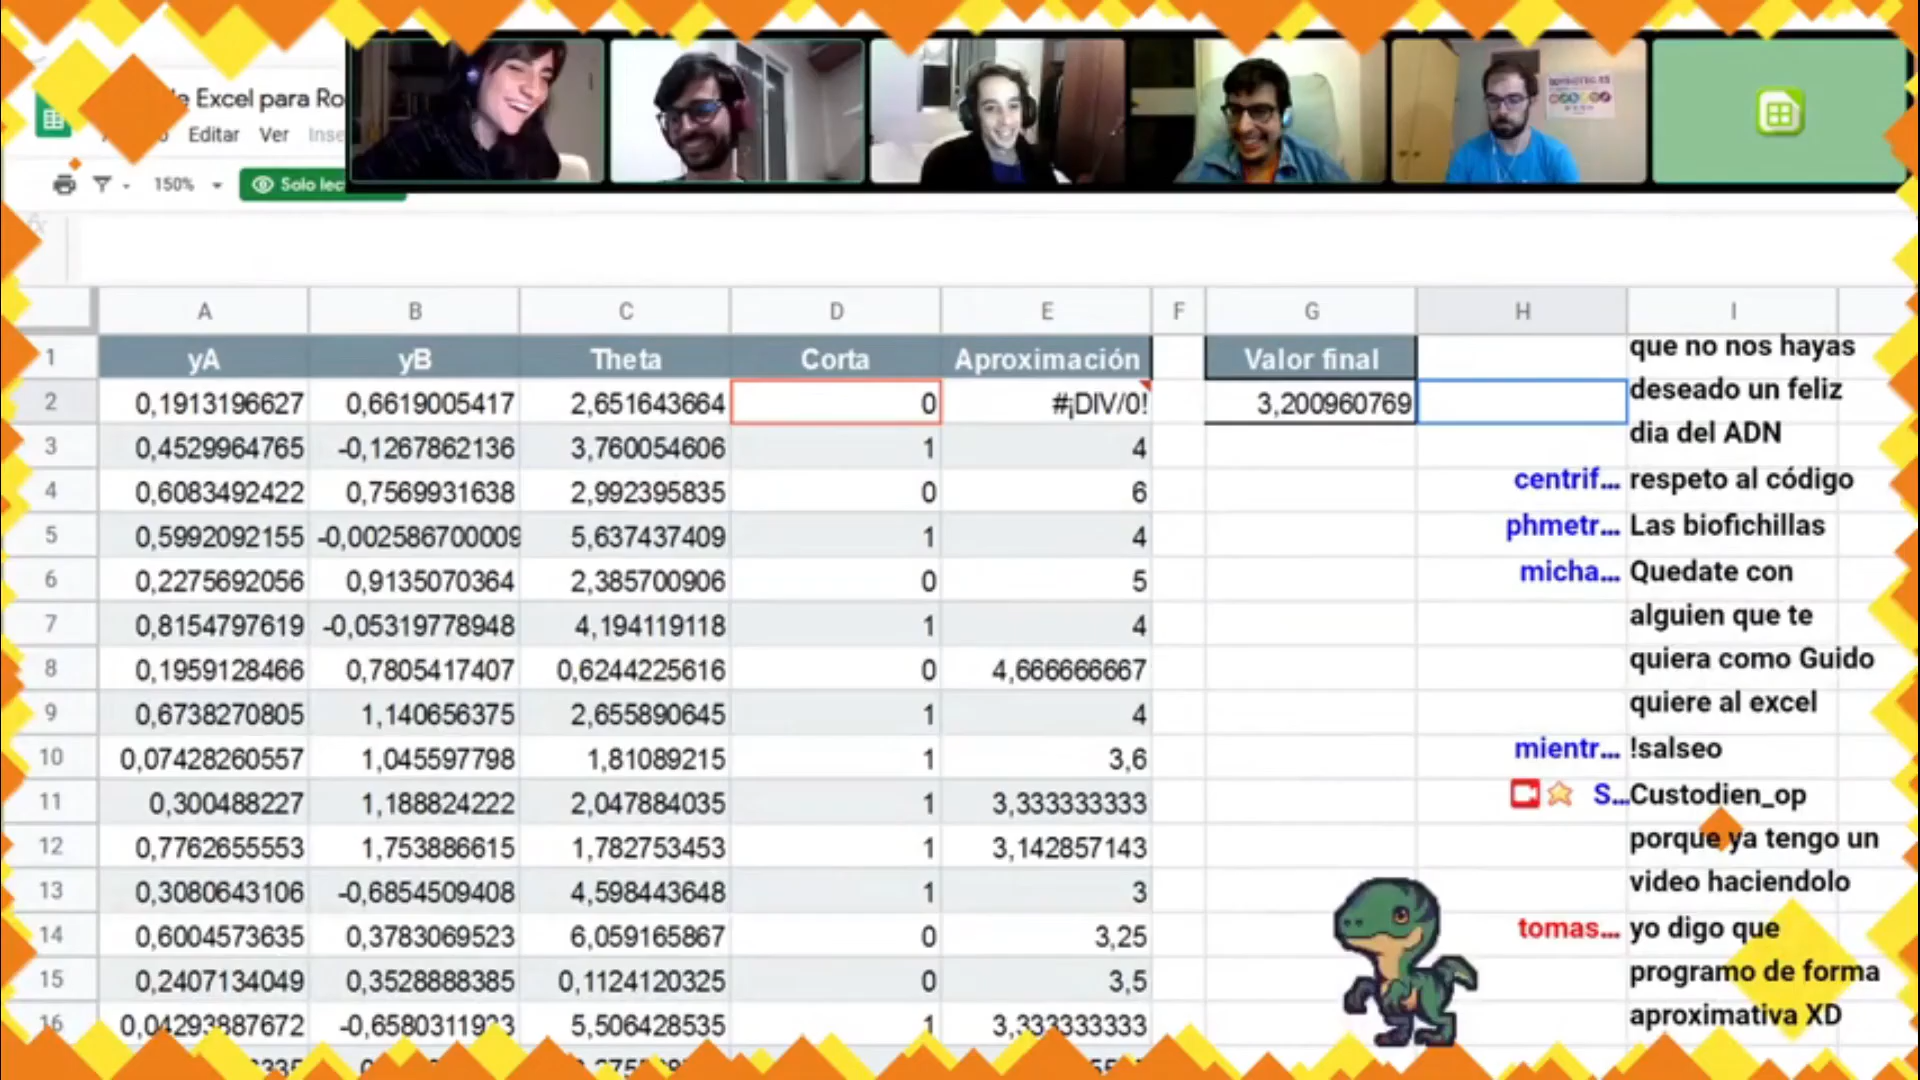 de Excel para Ro
Editar Ver Inse
150% Solo lec
fx
A B C D E F G H I
1 yA yB Theta Corta Aproximación Valor final
2 0,1913196627 0,6619005417 2,651643664 0 #¡DIV/0! 3,200960769
3 0,4529964765 -0,1267862136 3,760054606 1 4
4 0,6083492422 0,7569931638 2,992395835 0 6
5 0,5992092155 -0,002586700009 5,637437409 1 4
6 0,2275692056 0,9135070364 2,385700906 0 5
7 0,8154797619 -0,05319778948 4,194119118 1 4
8 0,1959128466 0,7805417407 0,6244225616 0 4,666666667
9 0,6738270805 1,140656375 2,655890645 1 4
10 0,07428260557 1,045597798 1,81089215 1 3,6
11 0,300488227 1,188824222 2,047884035 1 3,333333333
12 0,7762655553 1,753886615 1,782753453 1 3,142857143
13 0,3080643106 -0,6854509408 4,598443648 1 3
14 0,6004573635 0,3783069523 6,059165867 0 3,25
15 0,2407134049 0,3528888385 0,1124120325 0 3,5
16 0,04293887672 -0,6580311933 5,506428535 1 3,333333333
que no nos hayas
deseado un feliz
dia del ADN
centrif... respeto al código
phmetr... Las biofichillas
micha... Quedate con
alguien que te
quiera como Guido
quiere al excel
mientr... !salseo
S... Custodien_op
porque ya tengo un
video haciendolo
tomas... yo digo que
programo de forma
aproximativa XD